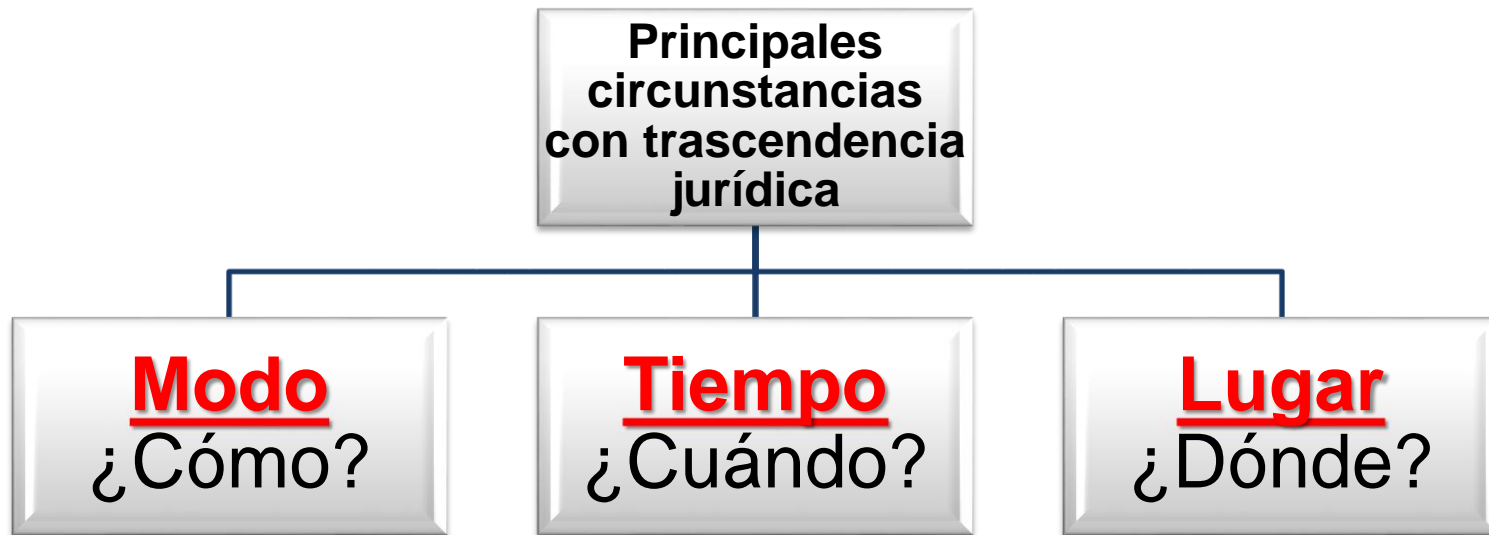 Principales
circunstancias
con trascendencia
jurídica
Modo
¿Cómo?
Tiempo
¿Cuándo?
Lugar
¿Dónde?